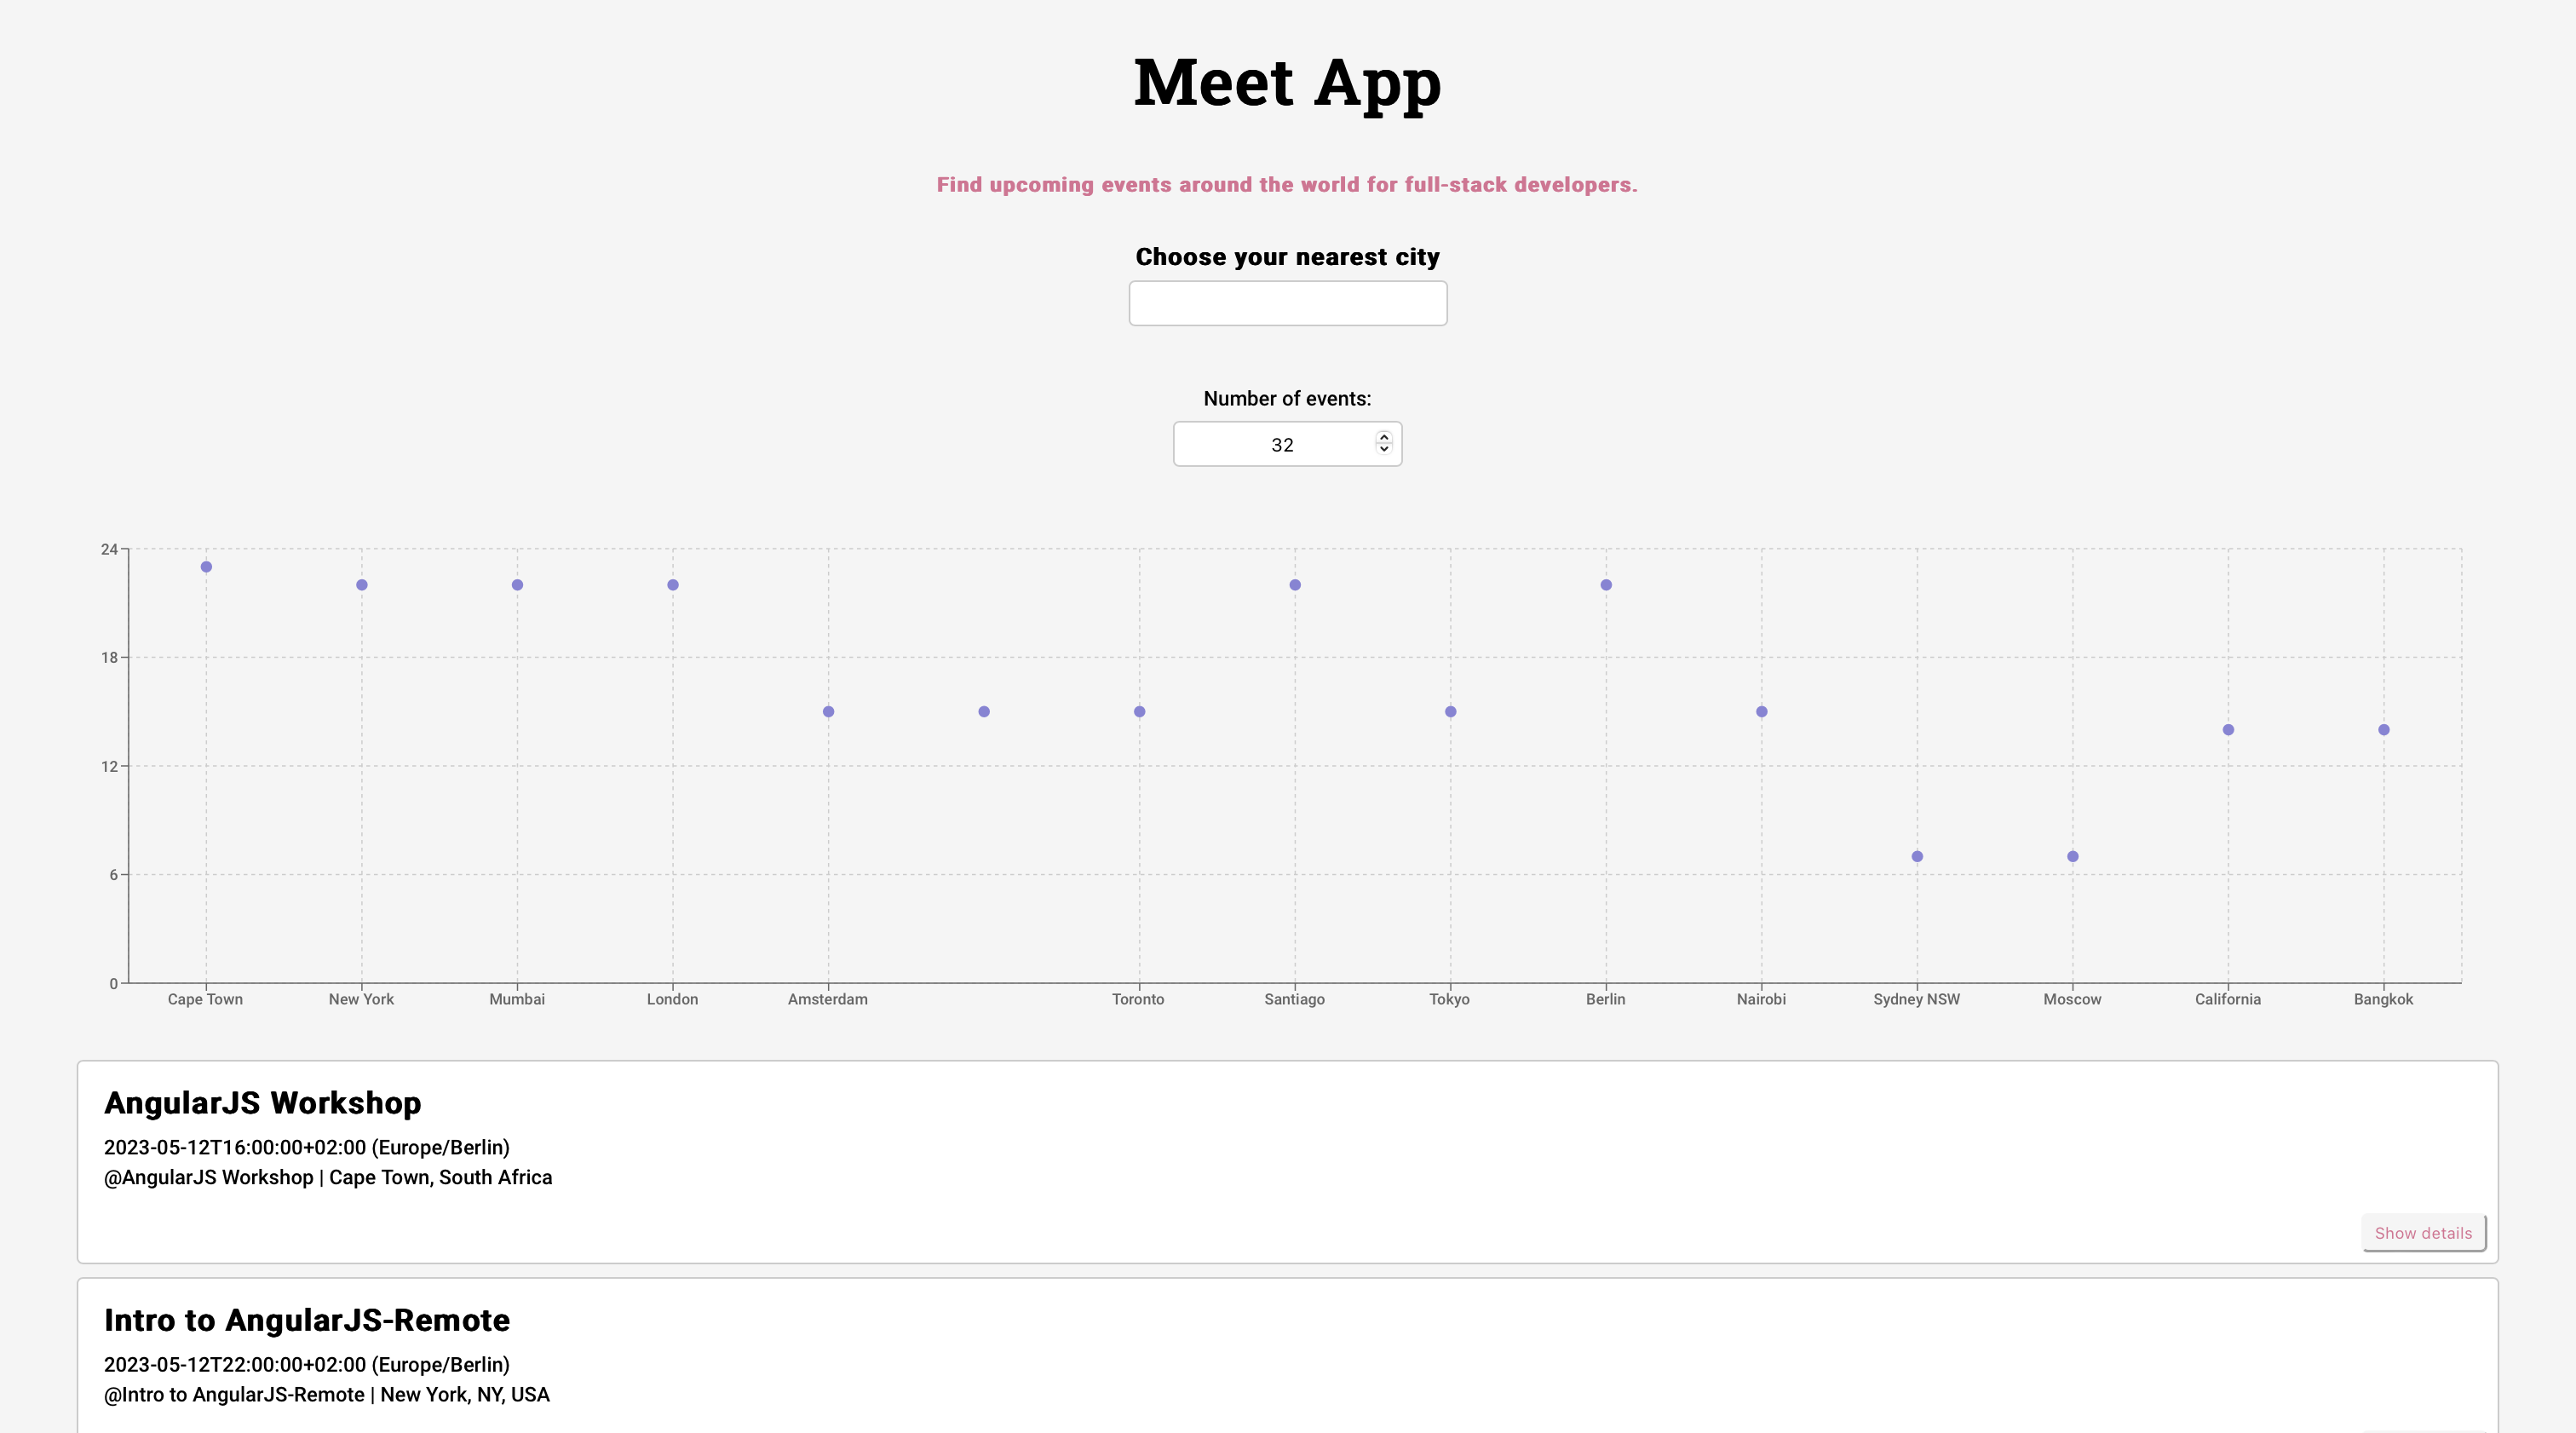 Meet App
Find upcoming events around the world for full-stack developers.
Choose your nearest city
Number of events:
32
24
18
12
6
0
Cape Town New York Mumbai London Amsterdam Toronto Santiago Tokyo Berlin Nairobi Sydney NSW Moscow California Bangkok
AngularJS Workshop
2023-05-12T16:00:00+02:00 (Europe/Berlin)
@AngularJS Workshop | Cape Town, South Africa
Show details
Intro to AngularJS-Remote
2023-05-12T22:00:00+02:00 (Europe/Berlin)
@Intro to AngularJS-Remote | New York, NY, USA